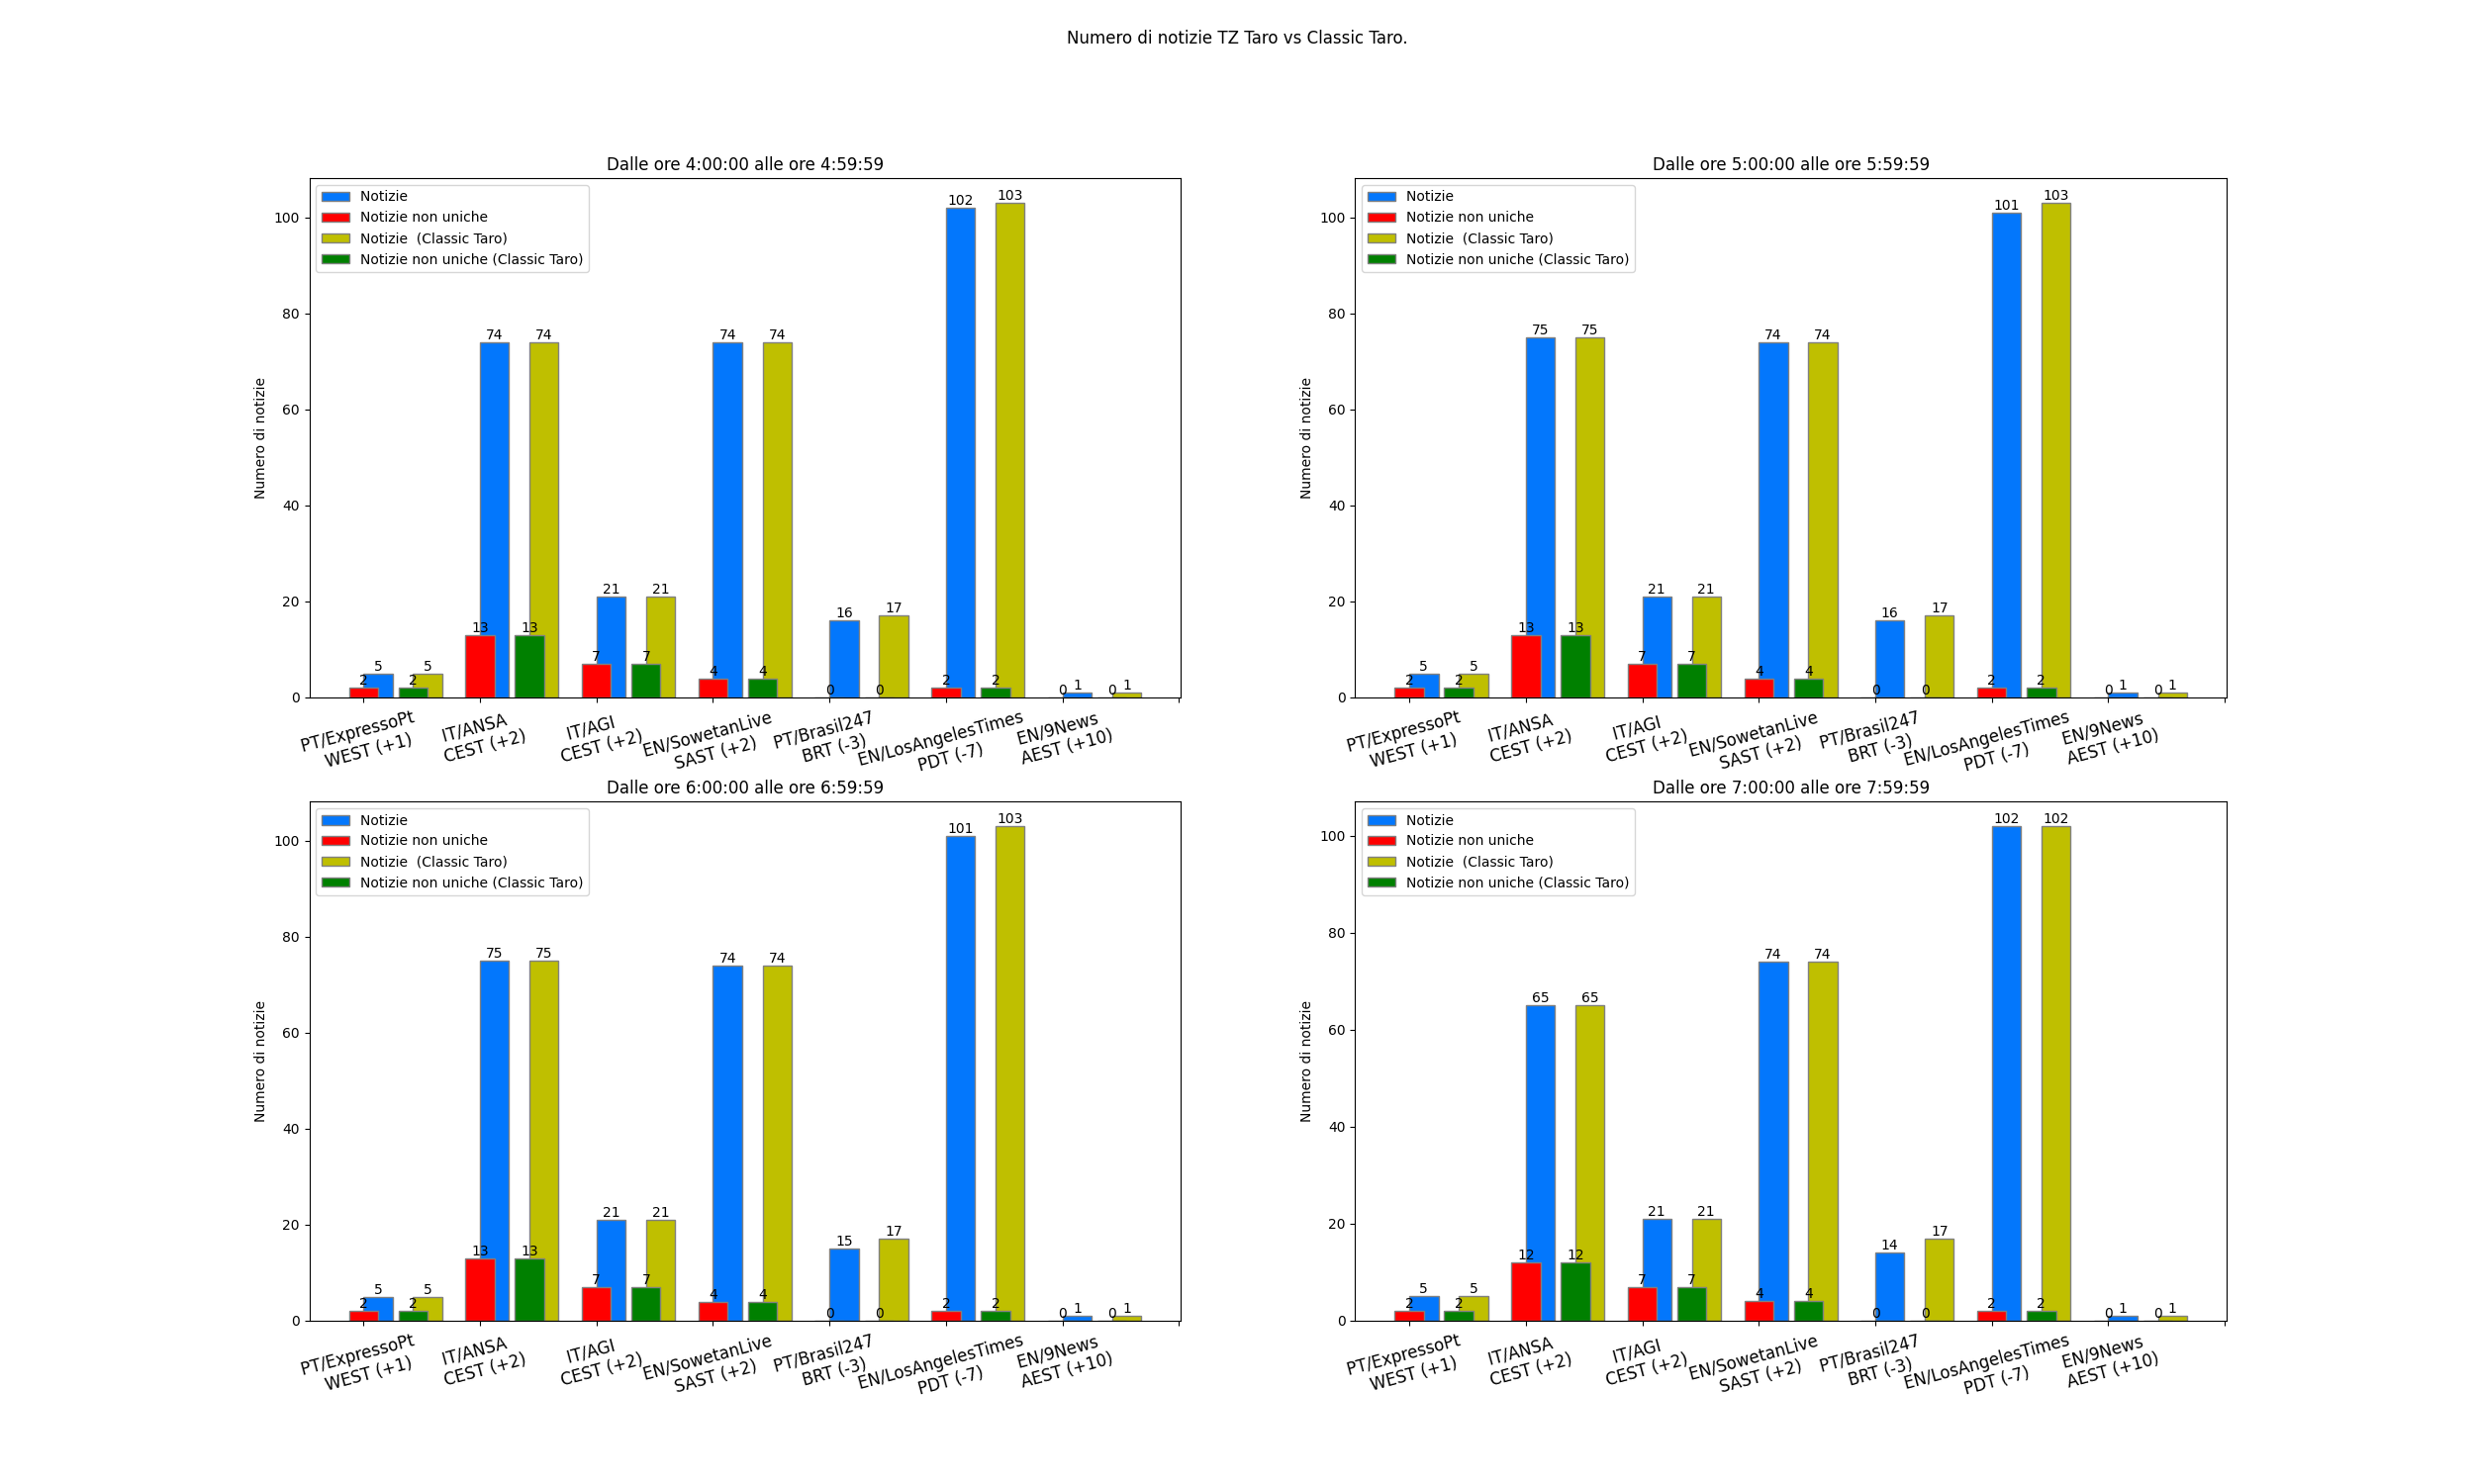 Numero di notizie TZ Taro vs Classic Taro.
Dalle ore 4:00:00 alle ore 4:59:59
Notizie
Notizie non uniche
Notizie  (Classic Taro)
Notizie non uniche (Classic Taro)
Numero di notizie
100
80
60
40
20
0
5
2
5
2
74
13
74
13
21
7
21
7
74
4
74
4
16
0
17
0
102
2
103
2
1
0
1
0
PT/ExpressoPt
WEST (+1)
IT/ANSA
CEST (+2)
IT/AGI
CEST (+2)
EN/SowetanLive
SAST (+2)
PT/Brasil247
BRT (-3)
EN/LosAngelesTimes
PDT (-7)
EN/9News
AEST (+10)
Dalle ore 5:00:00 alle ore 5:59:59
Notizie
Notizie non uniche
Notizie  (Classic Taro)
Notizie non uniche (Classic Taro)
Numero di notizie
100
80
60
40
20
0
5
2
5
2
75
13
75
13
21
7
21
7
74
4
74
4
16
0
17
0
101
2
103
2
1
0
1
0
PT/ExpressoPt
WEST (+1)
IT/ANSA
CEST (+2)
IT/AGI
CEST (+2)
EN/SowetanLive
SAST (+2)
PT/Brasil247
BRT (-3)
EN/LosAngelesTimes
PDT (-7)
EN/9News
AEST (+10)
Dalle ore 6:00:00 alle ore 6:59:59
Notizie
Notizie non uniche
Notizie  (Classic Taro)
Notizie non uniche (Classic Taro)
Numero di notizie
100
80
60
40
20
0
5
2
5
2
75
13
75
13
21
7
21
7
74
4
74
4
15
0
17
0
101
2
103
2
1
0
1
0
PT/ExpressoPt
WEST (+1)
IT/ANSA
CEST (+2)
IT/AGI
CEST (+2)
EN/SowetanLive
SAST (+2)
PT/Brasil247
BRT (-3)
EN/LosAngelesTimes
PDT (-7)
EN/9News
AEST (+10)
Dalle ore 7:00:00 alle ore 7:59:59
Notizie
Notizie non uniche
Notizie  (Classic Taro)
Notizie non uniche (Classic Taro)
Numero di notizie
100
80
60
40
20
0
5
2
5
2
65
12
65
12
21
7
21
7
74
4
74
4
14
0
17
0
102
2
102
2
1
0
1
0
PT/ExpressoPt
WEST (+1)
IT/ANSA
CEST (+2)
IT/AGI
CEST (+2)
EN/SowetanLive
SAST (+2)
PT/Brasil247
BRT (-3)
EN/LosAngelesTimes
PDT (-7)
EN/9News
AEST (+10)